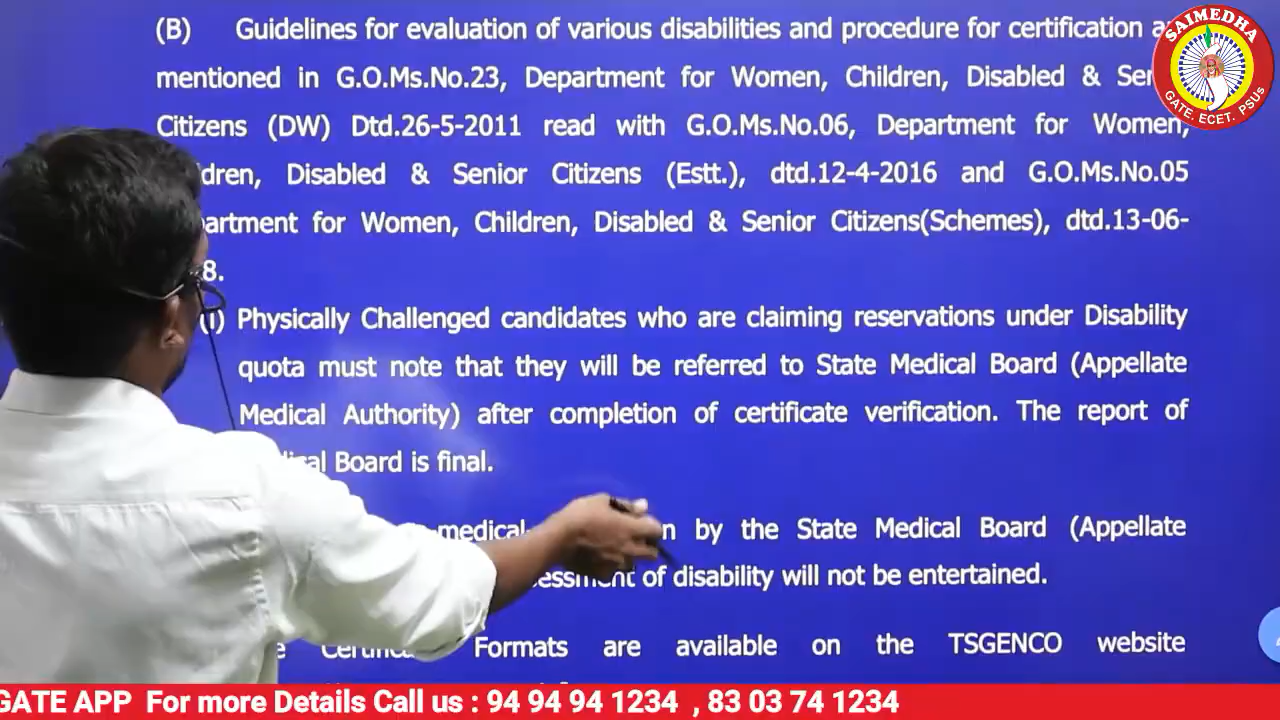 (B) Guidelines for evaluation of various disabilities and procedure for certification
mentioned in G.O.Ms.No.23, Department for Women, Children, Disabled &
Citizens (DW) Dtd.26-5-2011 read with G.O.Ms.No.06, Department for Women,
Disabled & Senior Citizens (Estt.), dtd.12-4-2016 and G.O.Ms.No.05
for Women, Children, Disabled & Senior Citizens(Schemes), dtd.13-06-
8.
(i) Physically Challenged candidates who are claiming reservations under Disability
quota must note that they will be referred to State Medical Board (Appellate
Medical Authority) after completion of certificate verification. The report of
Board is final.
medical by the State Medical Board (Appellate
of disability will not be entertained.
Formats are available on the TSGENCO website
SAIMEDHA
GATE. ECET. PSUs
GATE APP For more Details Call us : 94 94 94 1234 , 83 03 74 1234